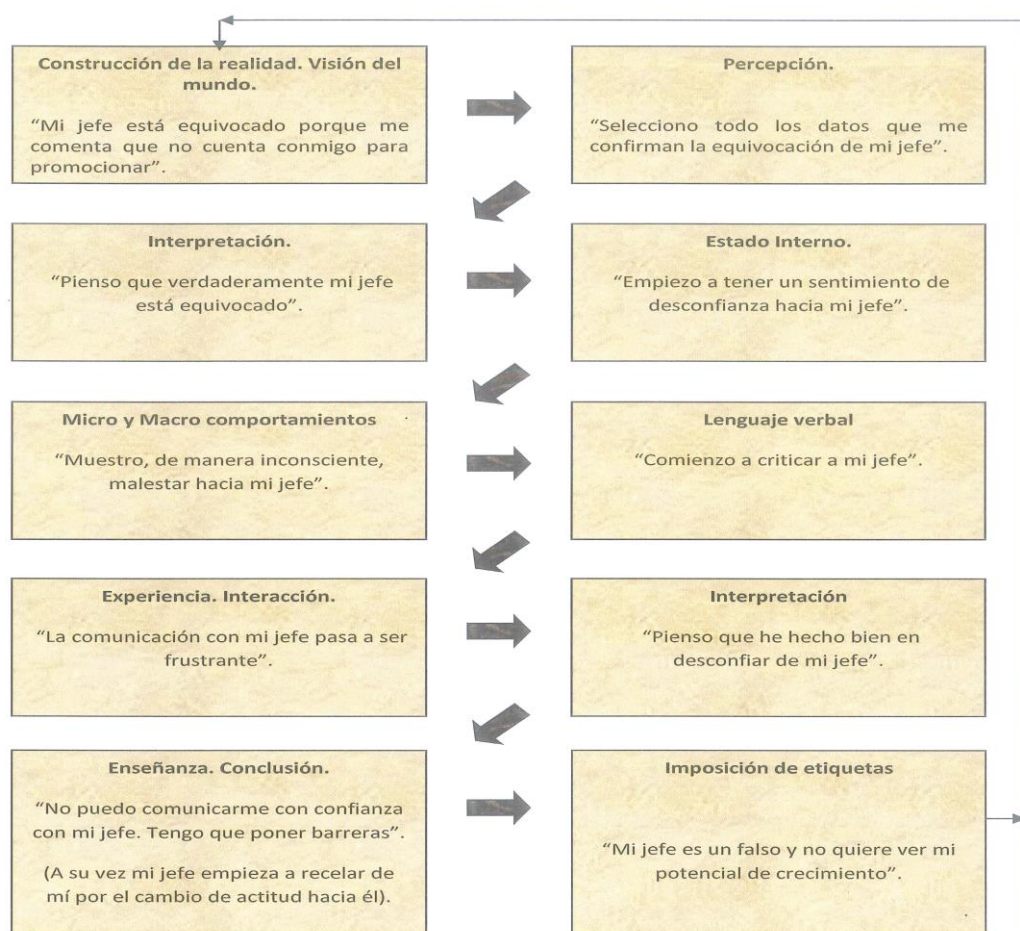 Construcción de la realidad. Visión del
mundo.
“Mi jefe está equivocado porque me
comenta que no cuenta conmigo para
promocionar”.
Percepción.
“Selecciono todo los datos que me
confirman la equivocación de mi jefe”.
Interpretación.
“Pienso que verdaderamente mi jefe
está equivocado”.
Estado Interno.
“Empiezo a tener un sentimiento de
desconfianza hacia mi jefe”.
Micro y Macro comportamientos
“Muestro, de manera inconsciente,
malestar hacia mi jefe”.
Lenguaje verbal
“Comienzo a criticar a mi jefe”.
Experiencia. Interacción.
“La comunicación con mi jefe pasa a ser
frustrante”.
Interpretación
“Pienso que he hecho bien en
desconfiar de mi jefe”.
Enseñanza. Conclusión.
“No puedo comunicarme con confianza
con mi jefe. Tengo que poner barreras”.
(A su vez mi jefe empieza a recelar de
mí por el cambio de actitud hacia él).
Imposición de etiquetas
“Mi jefe es un falso y no quiere ver mi
potencial de crecimiento”.